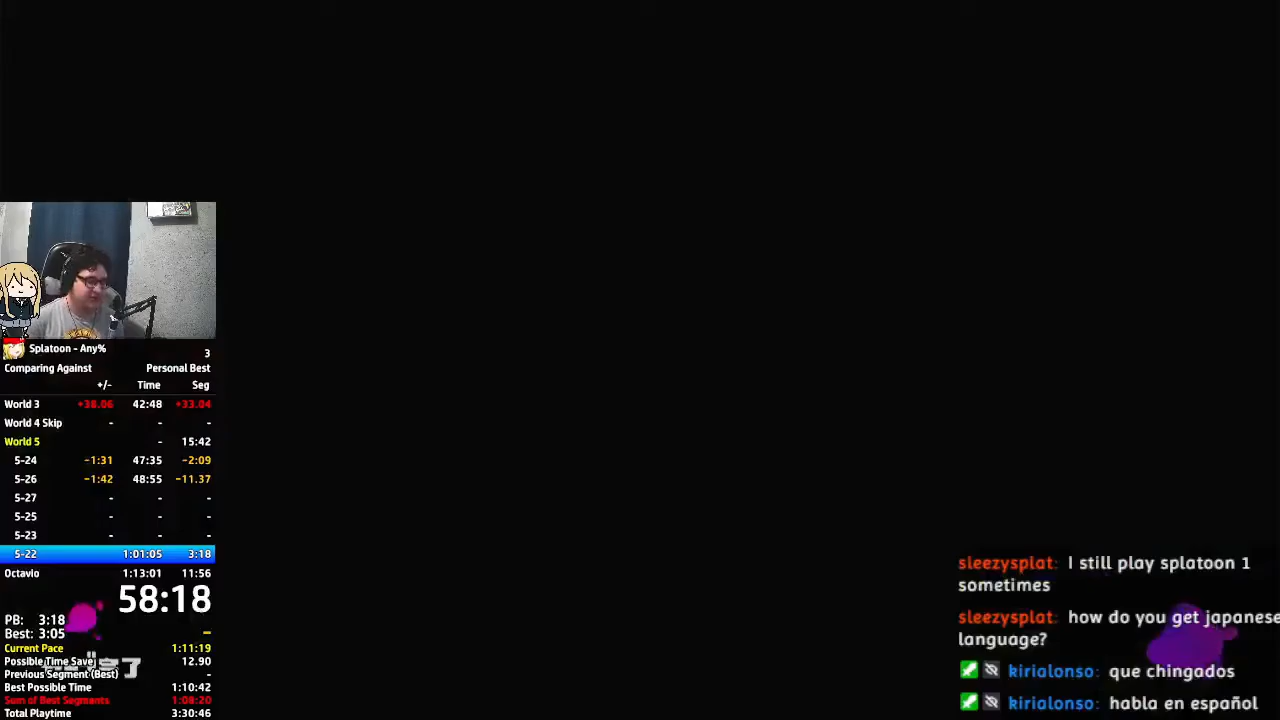 Splatoon - Any%
3
Comparing Against Personal Best
+/- Time Seg
World 3 +38.06 42:48 +33.04
World 4 Skip - - -
World 5 - 15:42
5-24 -1:31 47:35 -2:09
5-26 -1:42 48:55 -11.37
5-27 - - -
5-25 - - -
5-23 - - -
5-22 1:01:05 3:18
Octavio 1:13:01 11:56
58:18
PB: 3:18
Best: 3:05 -
Current Pace 1:11:19
Possible Time Save 12.90
Previous Segment (Best) -
Best Possible Time 1:10:42
Sum of Best Segments 1:08:20
Total Playtime 3:30:46
完了
sleezysplat: I still play splatoon 1
sometimes
sleezysplat: how do you get japanese
language?
kirialonso: que chingados
kirialonso: habla en español